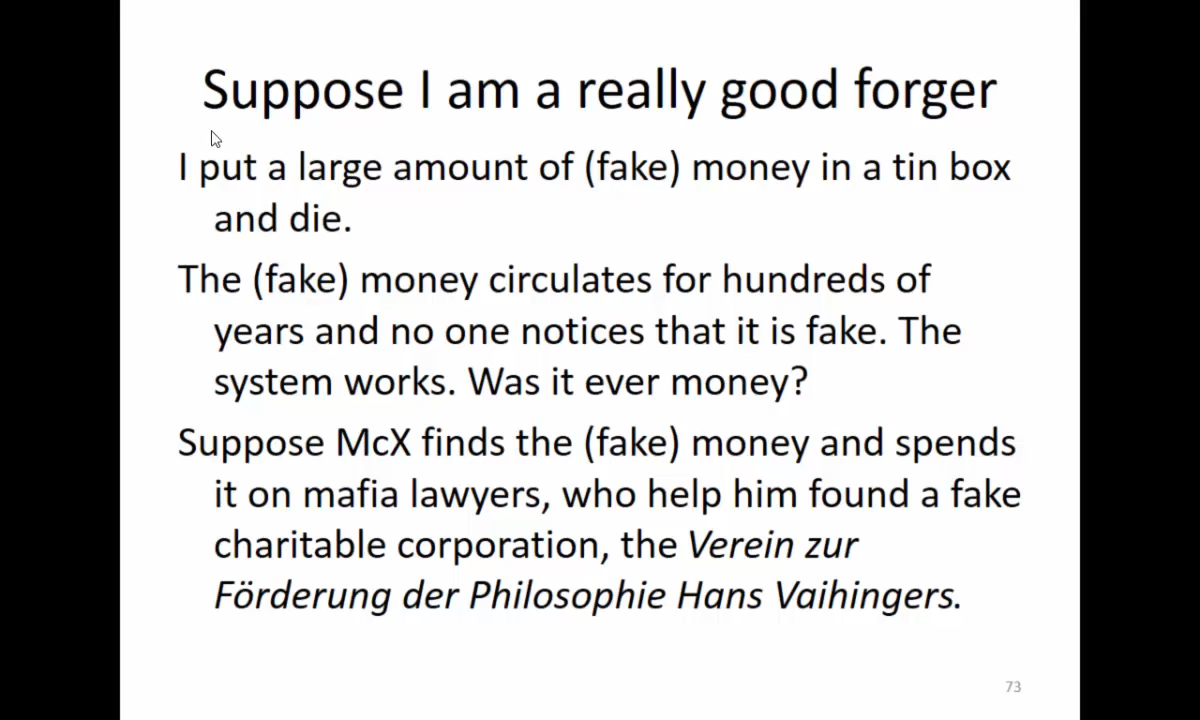 Suppose I am a really good forger
I put a large amount of (fake) money in a tin box
and die.
The (fake) money circulates for hundreds of
years and no one notices that it is fake. The
system works. Was it ever money?
Suppose McX finds the (fake) money and spends
it on mafia lawyers, who help him found a fake
charitable corporation, the Verein zur
Förderung der Philosophie Hans Vaihingers.
73